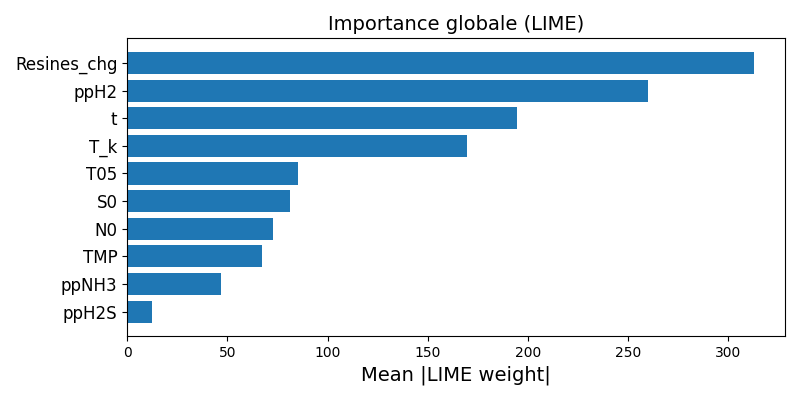 Importance globale (LIME)
Resines_chg
ppH2
t
T_k
T05
S0
N0
TMP
ppNH3
ppH2S
0 50 100 150 200 250 300
Mean |LIME weight|